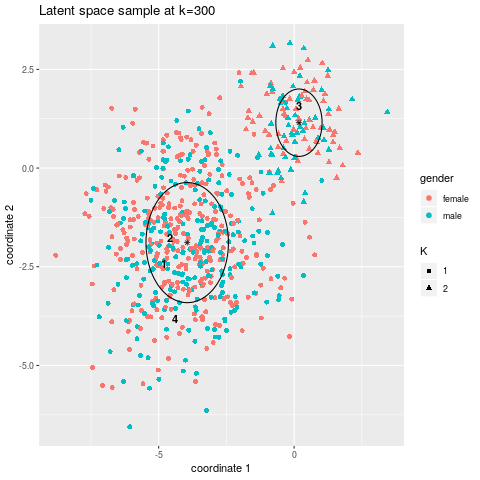 Latent space sample at k=300
coordinate 2
2.5
0.0
-2.5
-5.0
3
2
1
4
-5
0
coordinate 1
gender
female
male
K
1
2